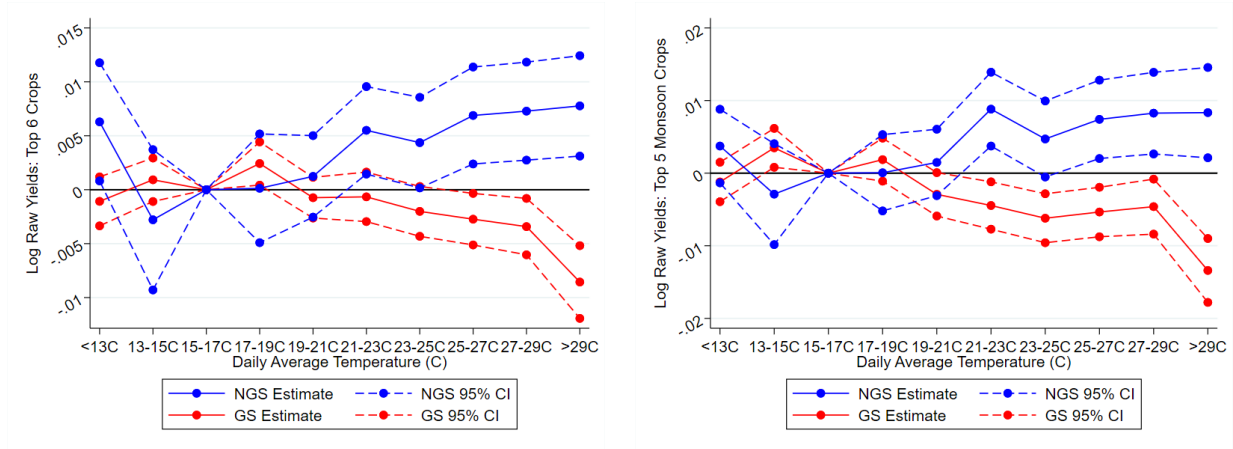 Log Raw Yields: Top 6 Crops
.015
.01
.005
0
-.005
-.01
<13C 13-15C 15-17C 17-19C 19-21C 21-23C 23-25C 25-27C 27-29C >29C
Daily Average Temperature (C)
NGS Estimate NGS 95% CI
GS Estimate GS 95% CI
Log Raw Yields: Top 5 Monsoon Crops
.02
.01
0
-.01
-.02
<13C 13-15C 15-17C 17-19C 19-21C 21-23C 23-25C 25-27C 27-29C >29C
Daily Average Temperature (C)
NGS Estimate NGS 95% CI
GS Estimate GS 95% CI